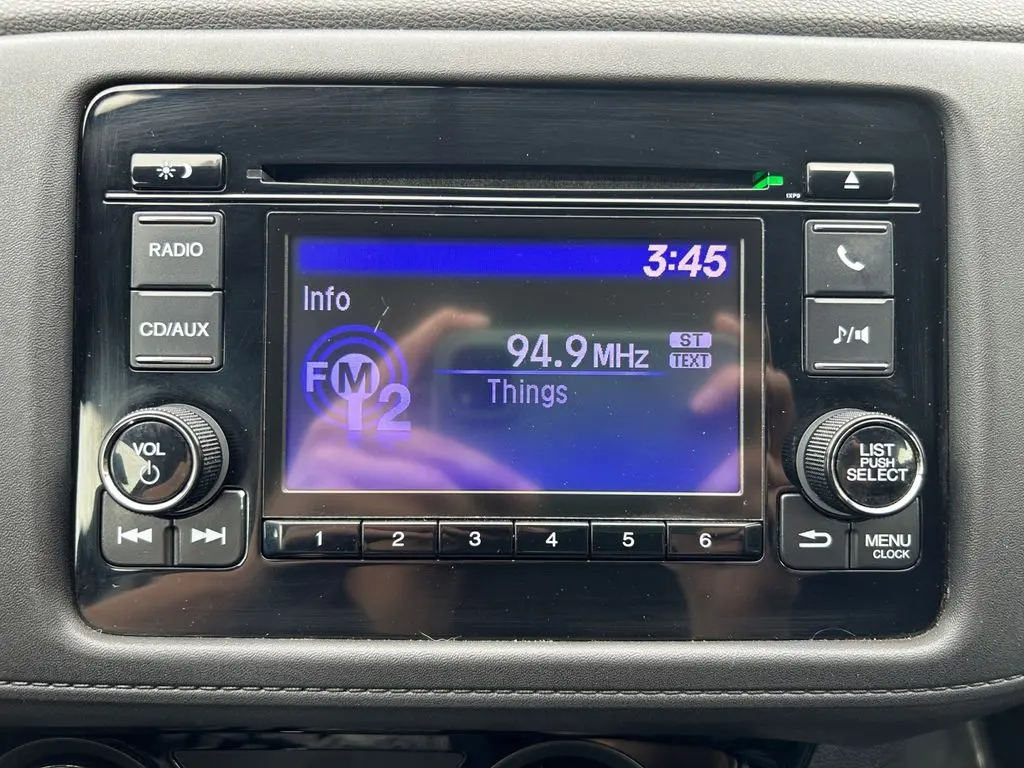 1XP0
RADIO
CD/AUX
3:45
Info
FM
2
94.9 MHz
ST
TEXT
Things
VOL
LIST
PUSH
SELECT
1 2 3 4 5 6
MENU
CLOCK